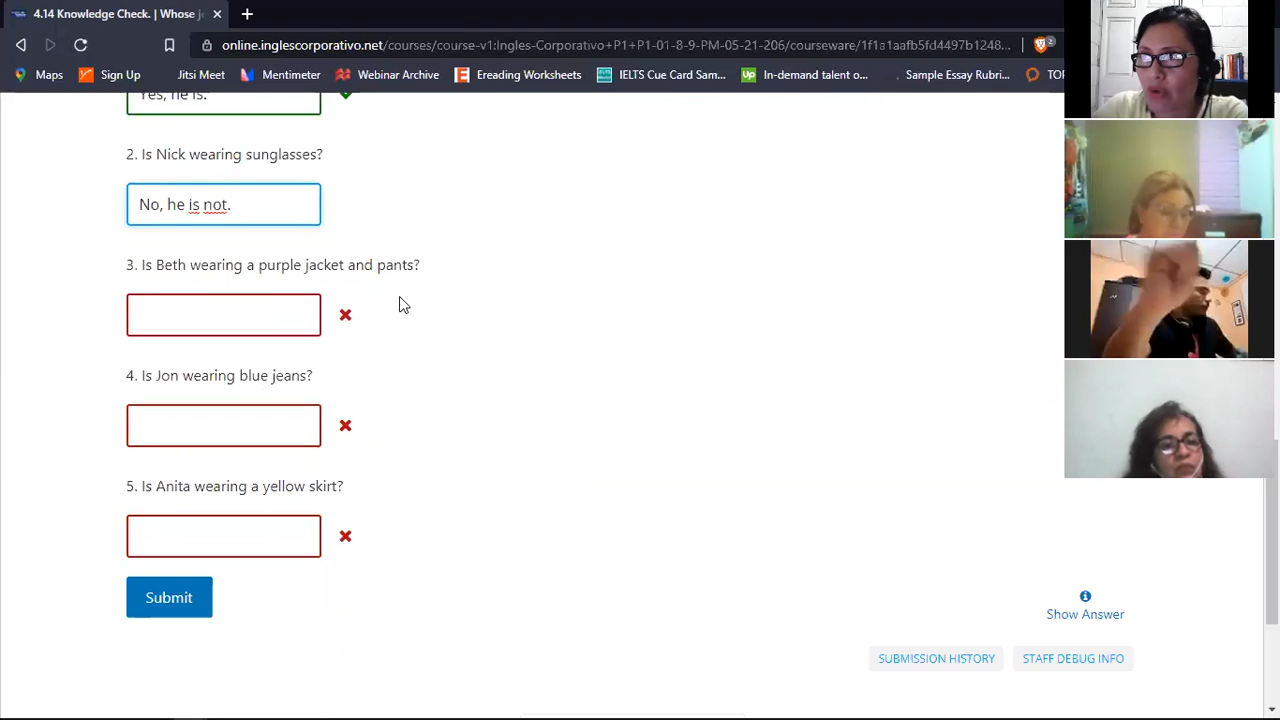 4.14 Knowledge Check. | Whose j
online.inglescorporativo.net/courses/course-v1:Ingles-Corporativo+P1+P1-01-8-9-PM-05-21-206/courseware/1f1a1aafb5fd4497b1248...
2
Maps
Sign Up
Jitsi Meet
Mentimeter
Webinar Archi...
Spelling Worksheets
IELTS Cue Card Sam...
In-demand talent o...
Sample Essay Rubri...
TOE
Yes, he is.
2. Is Nick wearing sunglasses?
No, he is not.
3. Is Beth wearing a purple jacket and pants?
4. Is Jon wearing blue jeans?
5. Is Anita wearing a yellow skirt?
Submit
Show Answer
SUBMISSION HISTORY
STAFF DEBUG INFO